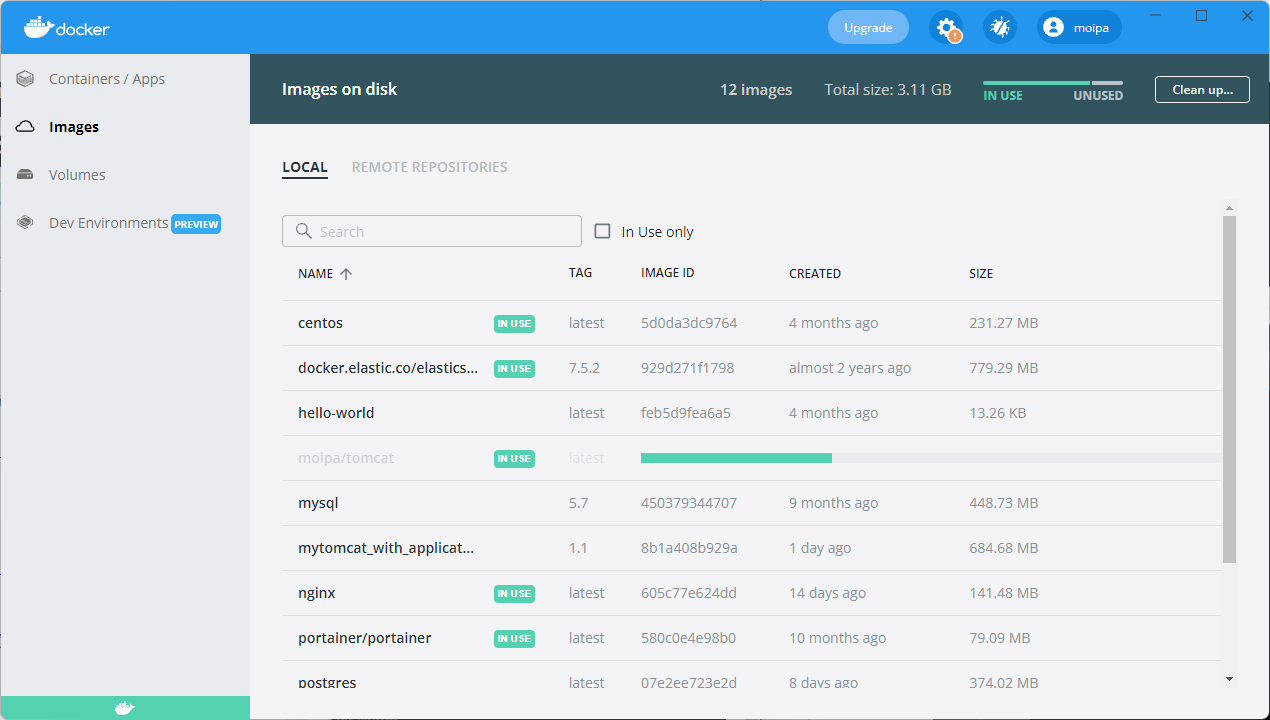 docker
Upgrade
moipa
Containers / Apps
Images
Volumes
Dev Environments PREVIEW
Images on disk
12 images
Total size: 3.11 GB
IN USE
UNUSED
Clean up...
LOCAL
REMOTE REPOSITORIES
Search
In Use only
NAME TAG IMAGE ID CREATED SIZE
centos IN USE latest 5d0da3dc9764 4 months ago 231.27 MB
docker.elastic.co/elastics... IN USE 7.5.2 929d271f1798 almost 2 years ago 779.29 MB
hello-world latest feb5d9fea6a5 4 months ago 13.26 KB
moipa/tomcat IN USE latest
mysql 5.7 450379344707 9 months ago 448.73 MB
mytomcat_with_applicat... 1.1 8b1a408b929a 1 day ago 684.68 MB
nginx IN USE latest 605c77e624dd 14 days ago 141.48 MB
portainer/portainer IN USE latest 580c0e4e98b0 10 months ago 79.09 MB
postgres latest 07e2ee723e2d 8 days ago 374.02 MB